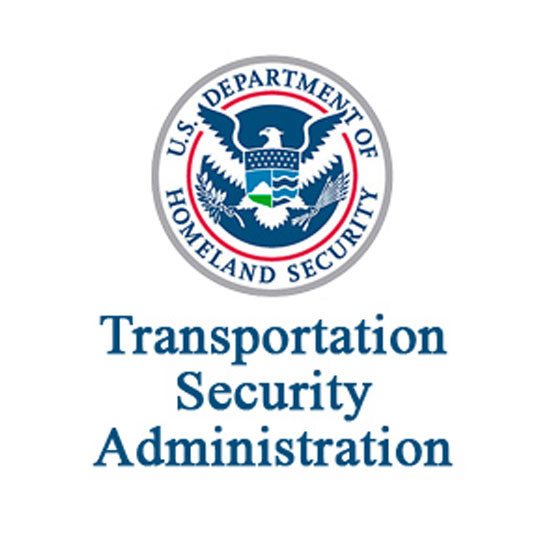 U.S. DEPARTMENT OF
HOMELAND SECURITY
Transportation
Security
Administration